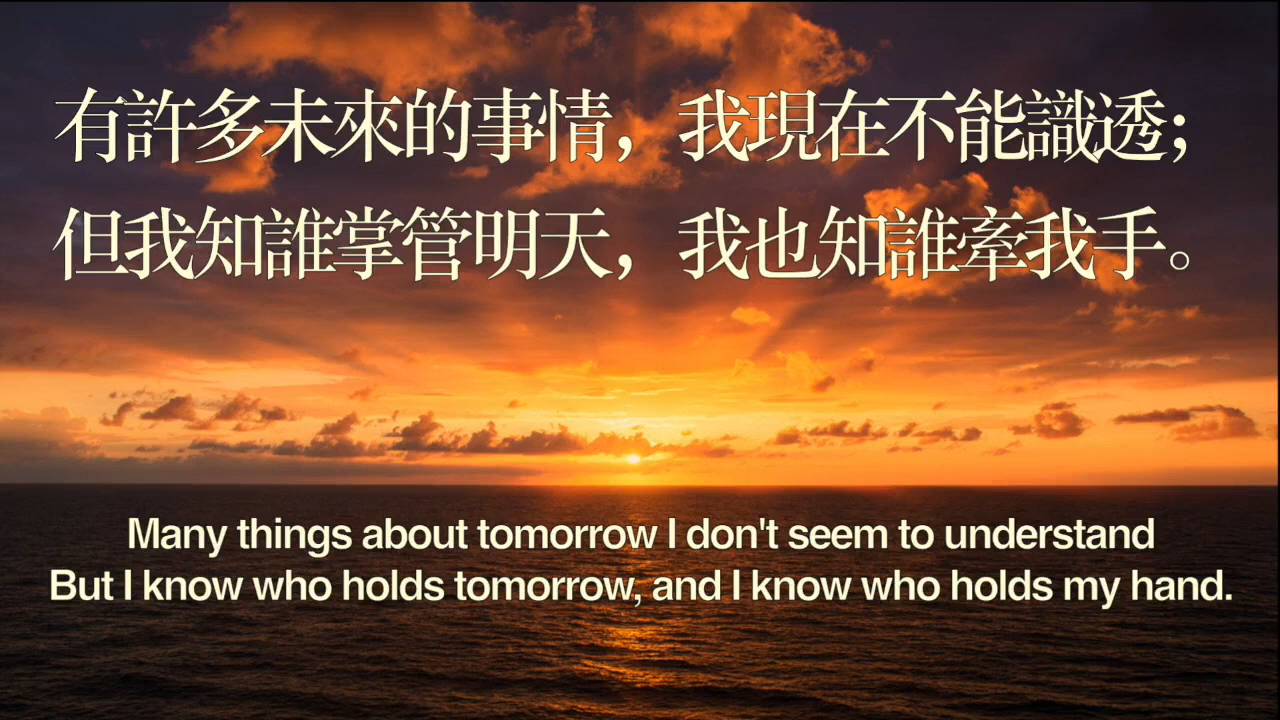 有許多未來的事情，我現在不能識透；
但我知誰掌管明天，我也知誰牽我手。
Many things about tomorrow I don't seem to understand
But I know who holds tomorrow, and I know who holds my hand.